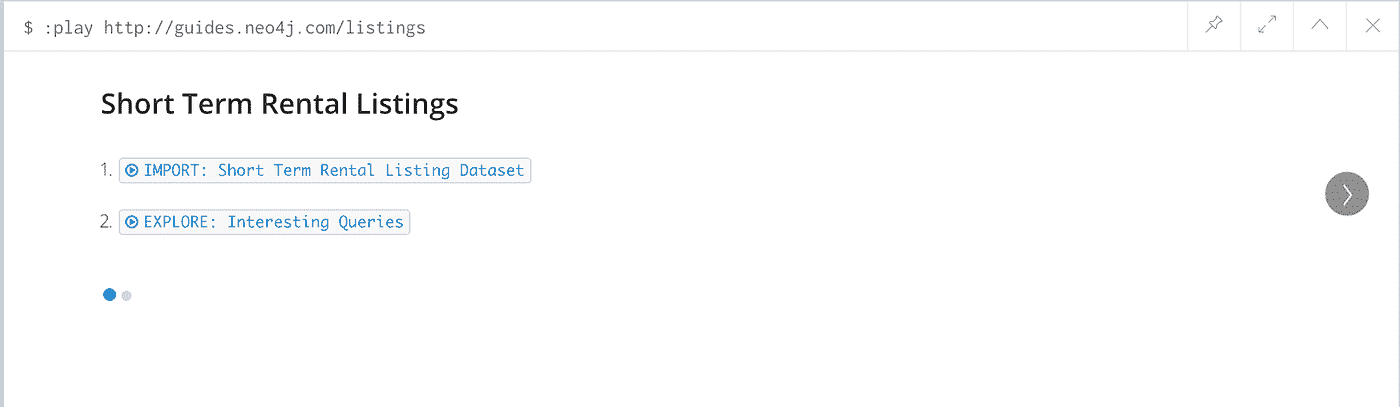 $ :play http://guides.neo4j.com/listings
Short Term Rental Listings
1. IMPORT: Short Term Rental Listing Dataset
2. EXPLORE: Interesting Queries